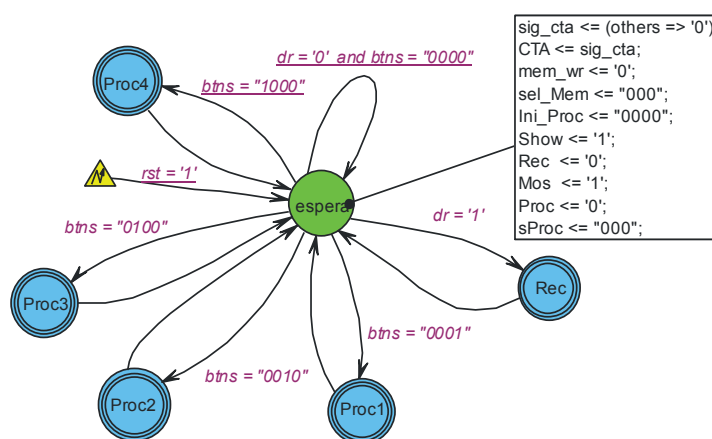 dr = '0' and btns = "0000"
Proc4
btns = "1000"
rst = '1'
espera
btns = "0100"
dr = '1'
Proc3
Rec
btns = "0001"
btns = "0010"
Proc2
Proc1
sig_cta <= (others => '0')
CTA <= sig_cta;
mem_wr <= '0';
sel_Mem <= "000";
Ini_Proc <= "0000";
Show <= '1';
Rec <= '0';
Mos <= '1';
Proc <= '0';
sProc <= "000";